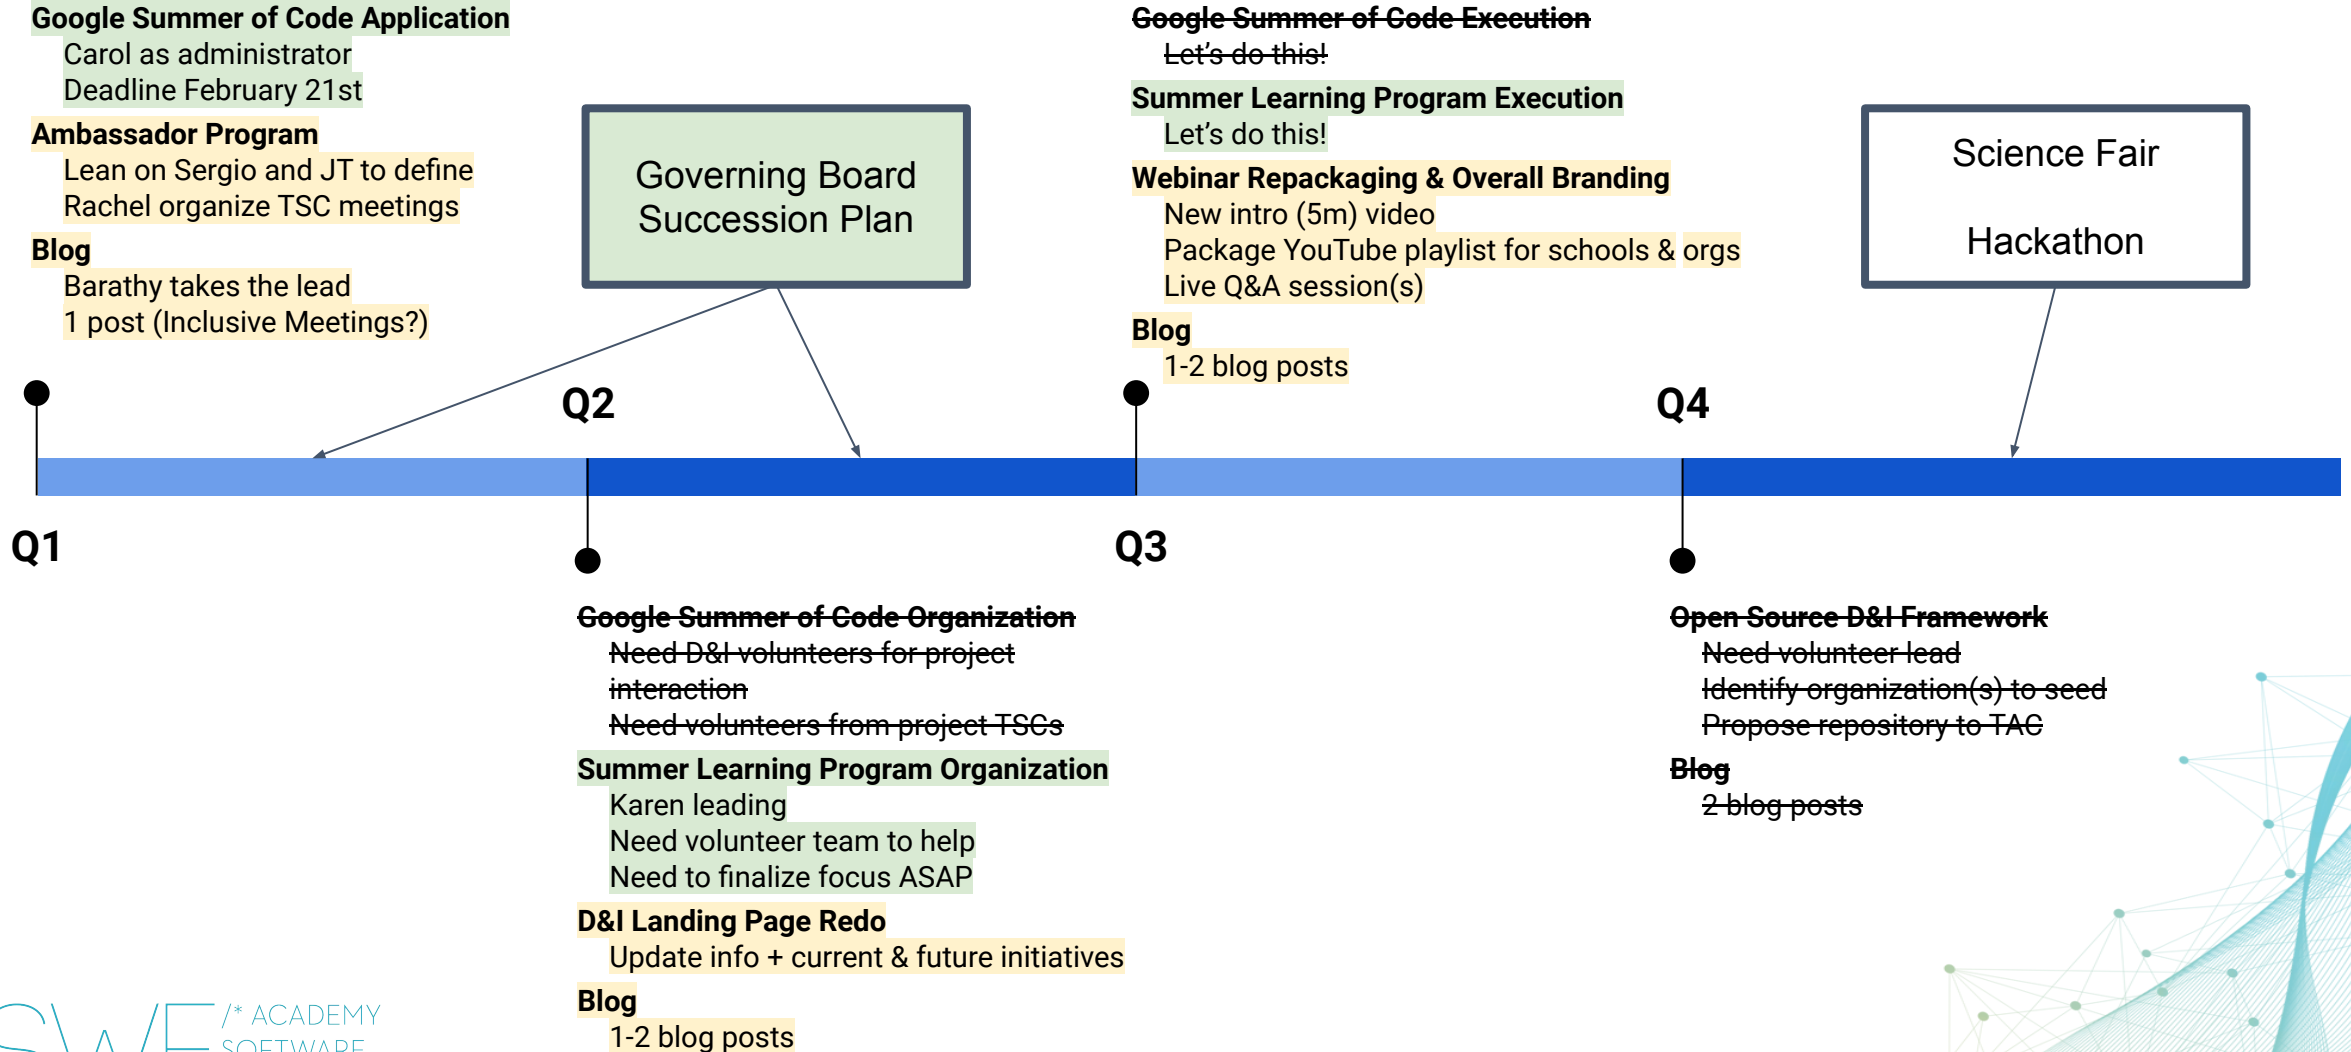 Google Summer of Code Application
Carol as administrator
Deadline February 21st
Ambassador Program
Lean on Sergio and JT to define
Rachel organize TSC meetings
Blog
Barathy takes the lead
1 post (Inclusive Meetings?)
Governing Board
Succession Plan
Google Summer of Code Execution
Let's do this!
Summer Learning Program Execution
Let's do this!
Webinar Repackaging & Overall Branding
New intro (5m) video
Package YouTube playlist for schools & orgs
Live Q&A session(s)
Blog
1-2 blog posts
Science Fair
Hackathon
Q1
Q2
Q3
Q4
Google Summer of Code Organization
Need D&I volunteers for project
interaction
Need volunteers from project TSCs
Summer Learning Program Organization
Karen leading
Need volunteer team to help
Need to finalize focus ASAP
D&I Landing Page Redo
Update info + current & future initiatives
Blog
1-2 blog posts
Open Source D&I Framework
Need volunteer lead
Identify organization(s) to seed
Propose repository to TAC
Blog
2 blog posts
SWF
/* ACADEMY
SOFTWARE